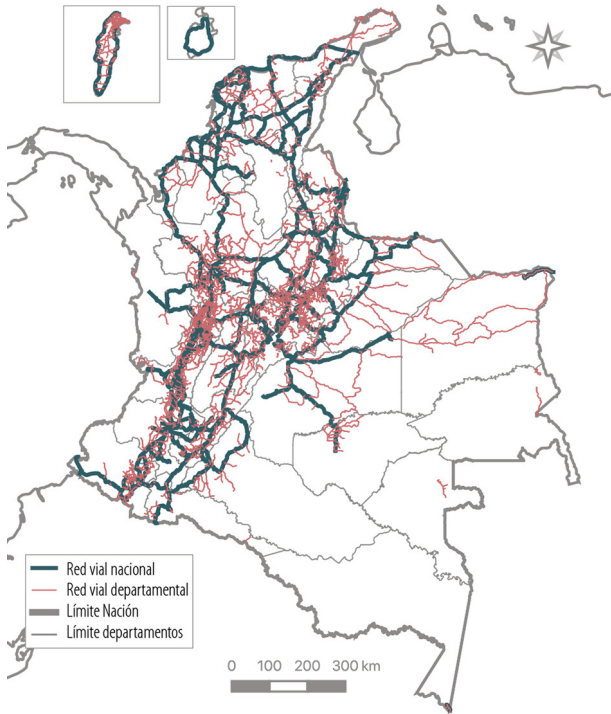 Red vial nacional
Red vial departamental
Límite Nación
Límite departamentos
0 100 200 300 km